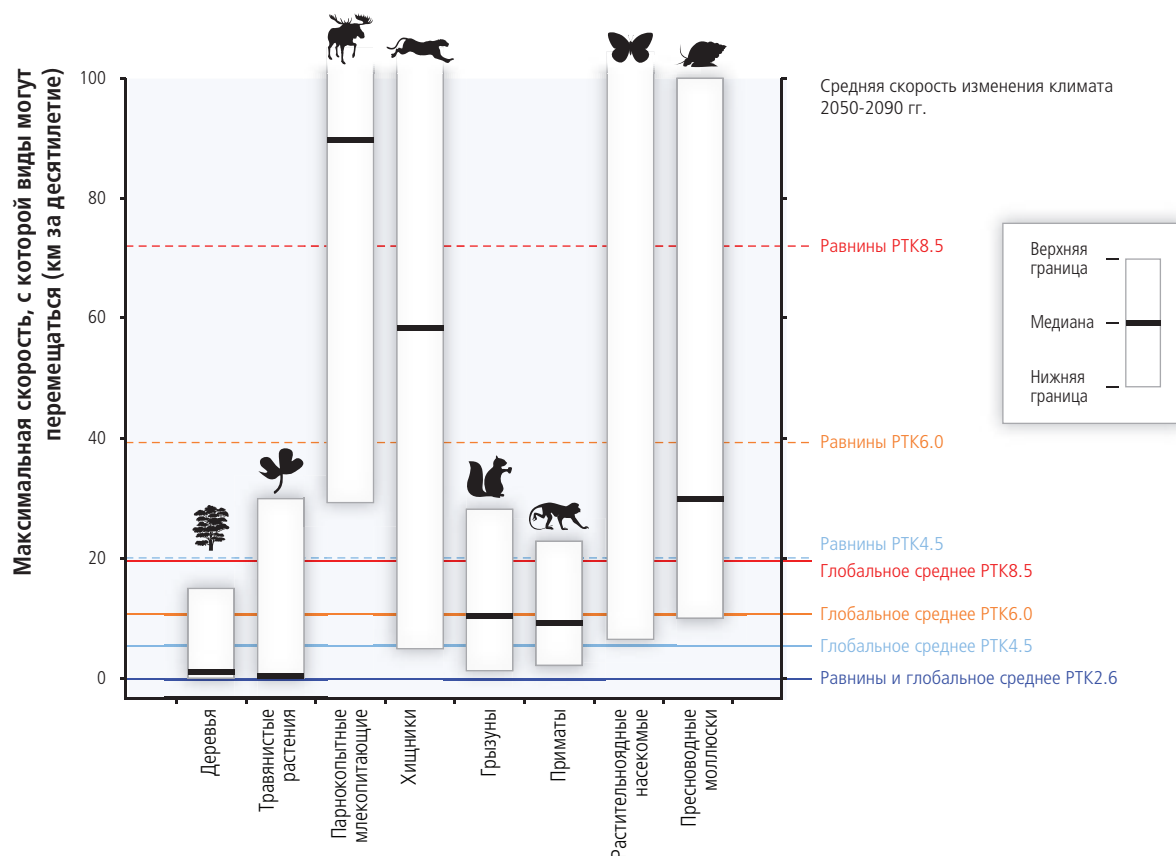 Максимальная скорость, с которой виды могут
перемещаться (км за десятилетие)
100
80
60
40
20
0
Средняя скорость изменения климата
2050-2090 гг.
Равнины РТК8.5
Равнины РТК6.0
Равнины РТК4.5
Глобальное среднее РТК8.5
Глобальное среднее РТК6.0
Глобальное среднее РТК4.5
Равнины и глобальное среднее РТК2.6
Верхняя
граница
Медиана
Нижняя
граница
Деревья
Травянистые
растения
Парнокопытные
млекопитающие
Хищники
Грызуны
Приматы
Растительноядные
насекомые
Пресноводные
моллюски